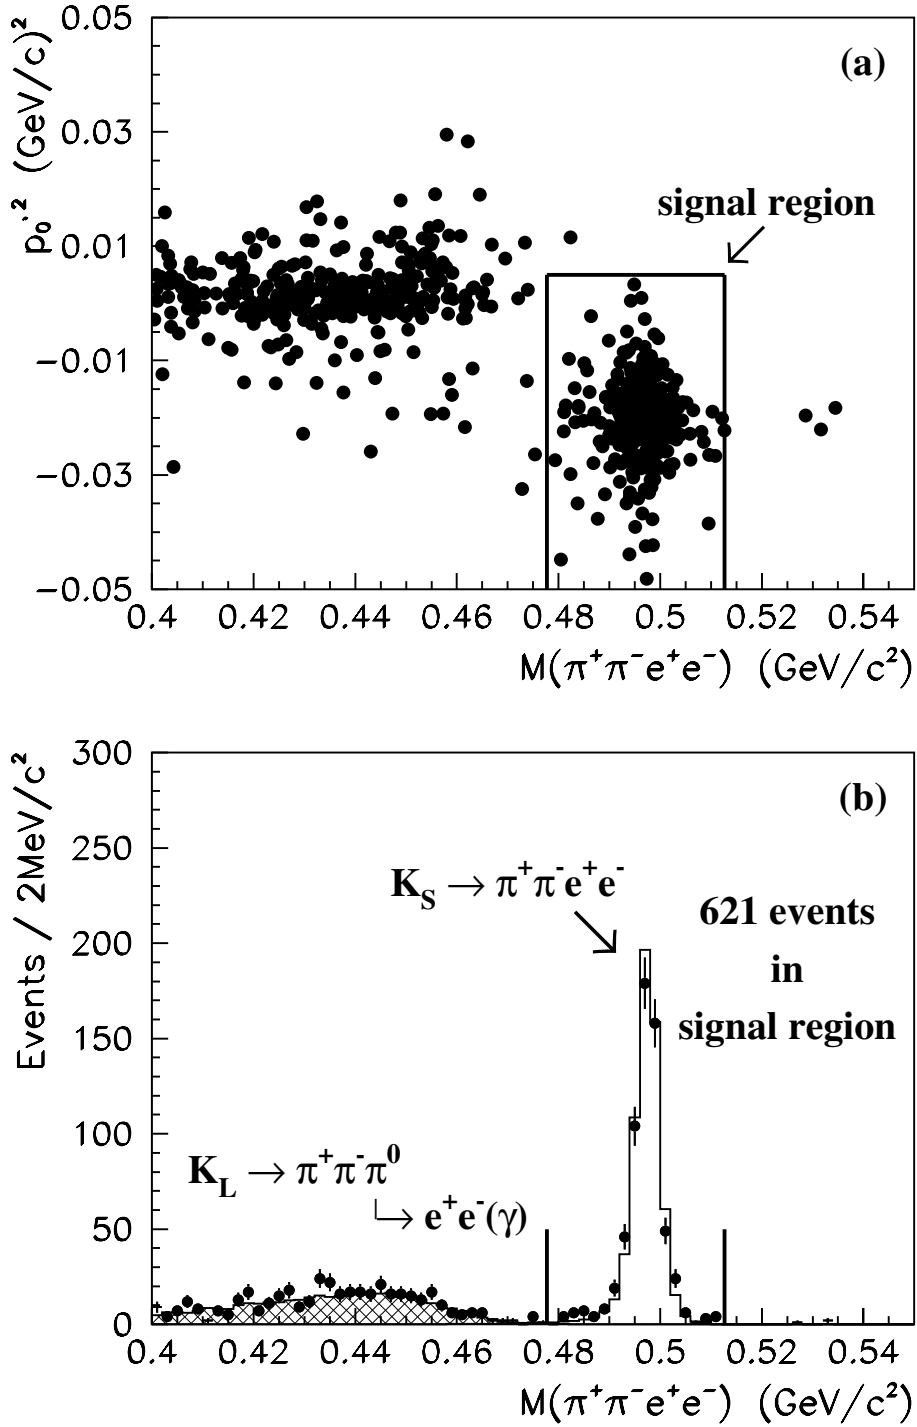 0.05
(a)
0.03
signal region
0.01
−0.01
−0.03
−0.05
p₀'² (GeV/c)²
0.4 0.42 0.44 0.46 0.48 0.5 0.52 0.54
M(π⁺π⁻e⁺e⁻) (GeV/c²)
300
(b)
250
K_S → π⁺π⁻e⁺e⁻
621 events
in
signal region
200
150
100
K_L → π⁺π⁻π⁰
→ e⁺e⁻(γ)
50
0
Events / 2MeV/c²
0.4 0.42 0.44 0.46 0.48 0.5 0.52 0.54
M(π⁺π⁻e⁺e⁻) (GeV/c²)